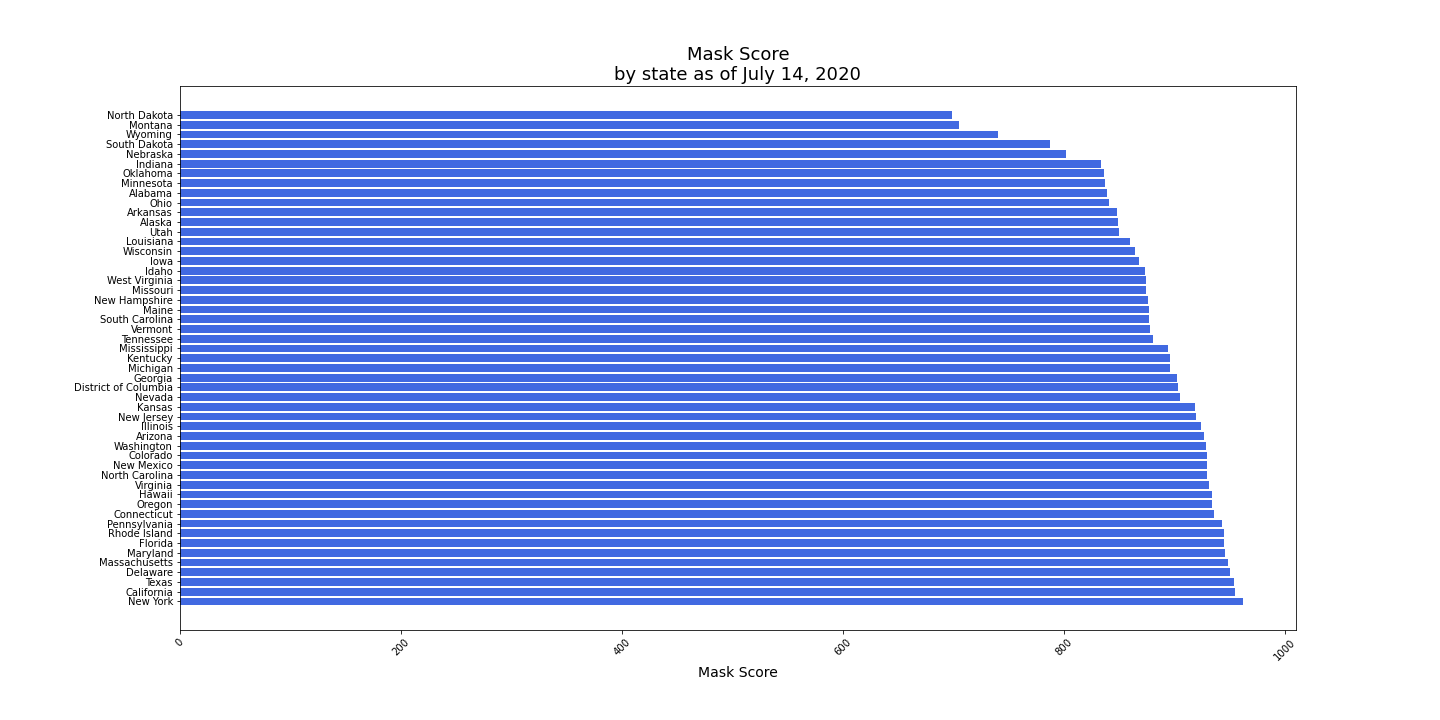 Mask Score
by state as of July 14, 2020
North Dakota
Montana
Wyoming
South Dakota
Nebraska
Indiana
Oklahoma
Minnesota
Alabama
Ohio
Arkansas
Alaska
Utah
Louisiana
Wisconsin
Iowa
Idaho
West Virginia
Missouri
New Hampshire
Maine
South Carolina
Vermont
Tennessee
Mississippi
Kentucky
Michigan
Georgia
District of Columbia
Nevada
Kansas
New Jersey
Illinois
Arizona
Washington
Colorado
New Mexico
North Carolina
Virginia
Hawaii
Oregon
Connecticut
Pennsylvania
Rhode Island
Florida
Maryland
Massachusetts
Delaware
Texas
California
New York
0 200 400 600 800 1000
Mask Score